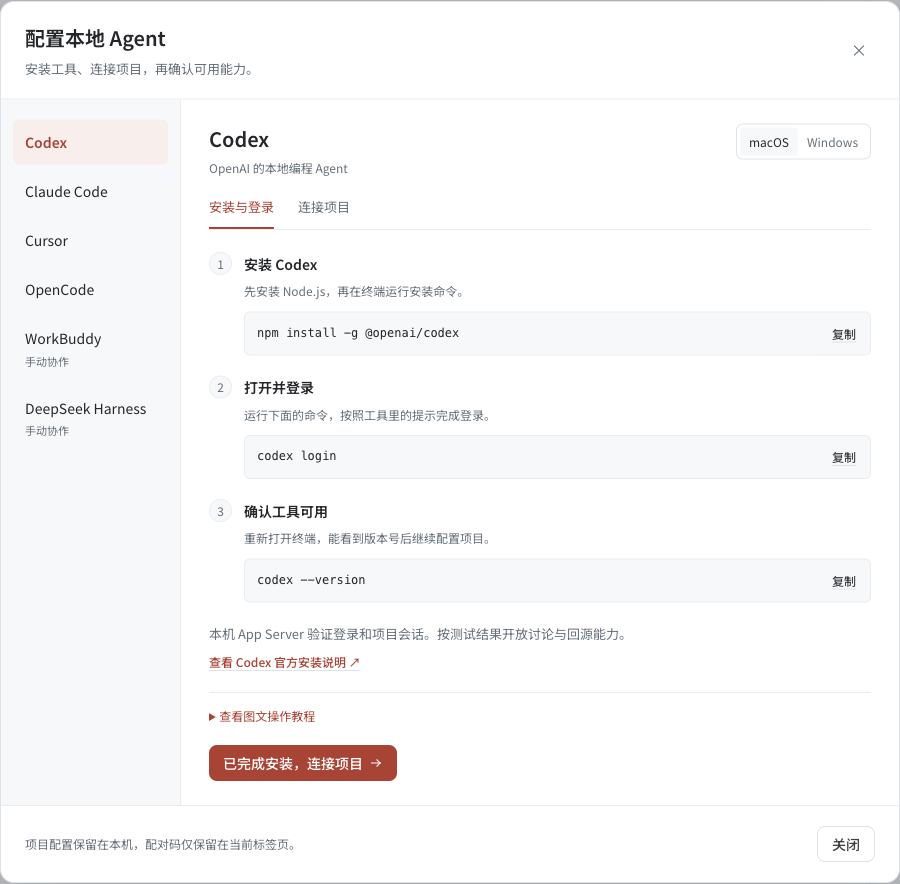 配置本地 Agent
安装工具、连接项目，再确认可用能力。
Codex
Claude Code
Cursor
OpenCode
WorkBuddy
手动协作
DeepSeek Harness
手动协作
Codex
OpenAI 的本地编程 Agent
macOS Windows
安装与登录 连接项目
1 安装 Codex
先安装 Node.js，再在终端运行安装命令。
npm install -g @openai/codex 复制
2 打开并登录
运行下面的命令，按照工具里的提示完成登录。
codex login 复制
3 确认工具可用
重新打开终端，能看到版本号后继续配置项目。
codex --version 复制
本机 App Server 验证登录和项目会话。按测试结果开放讨论与回源能力。
查看 Codex 官方安装说明 ↗
▶ 查看图文操作教程
已完成安装，连接项目 →
项目配置保留在本机，配对码仅保留在当前标签页。
关闭